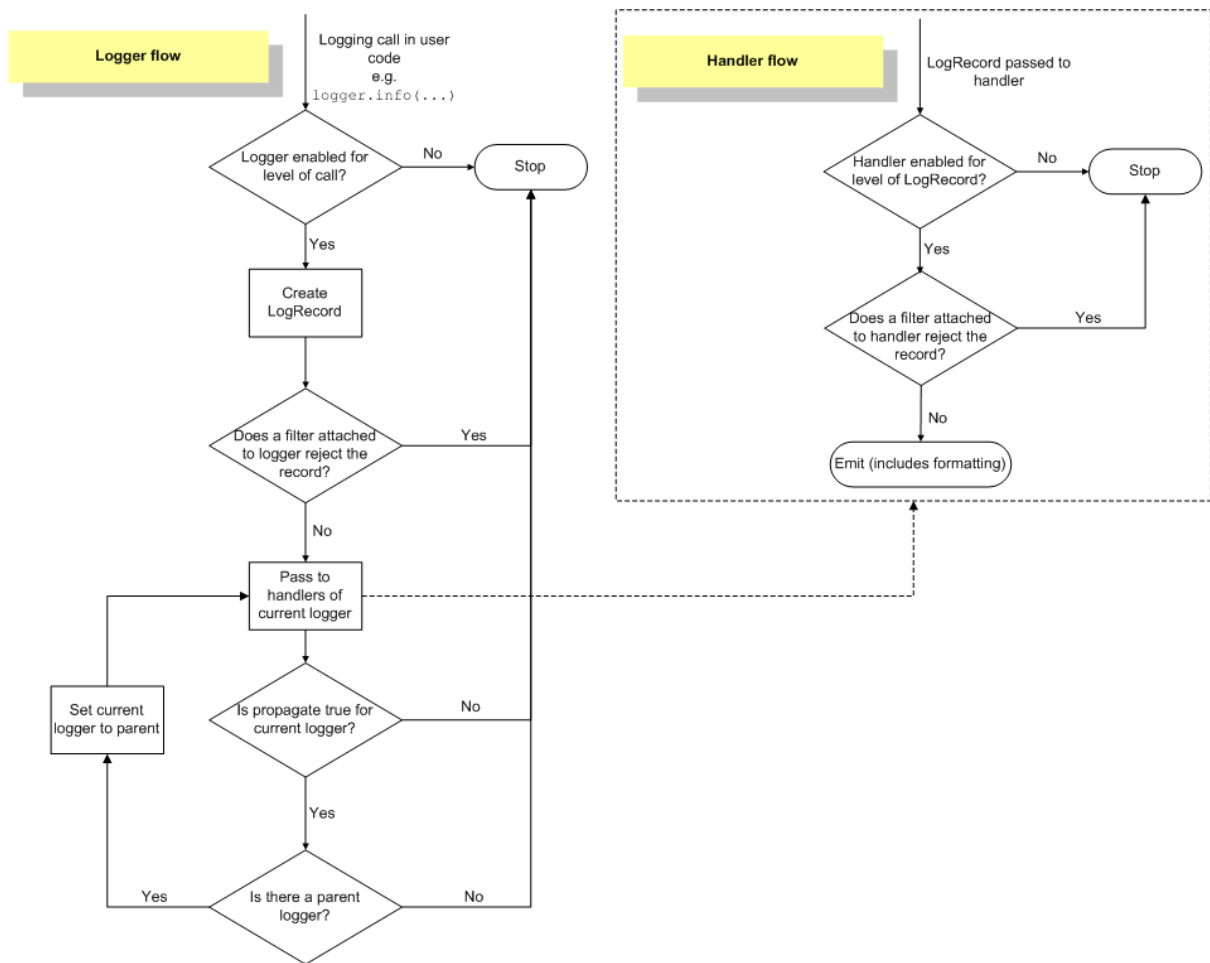 Logger flow
Logging call in user
code
e.g.
logger.info(...)
Logger enabled for
level of call?
No
Stop
Yes
Create
LogRecord
Does a filter attached
to logger reject the
record?
Yes
No
Pass to
handlers of
current logger
Set current
logger to parent
Is propagate true for
current logger?
No
Yes
Is there a parent
logger?
Yes
No
Handler flow
LogRecord passed to
handler
Handler enabled for
level of LogRecord?
No
Stop
Yes
Does a filter attached
to handler reject the
record?
Yes
No
Emit (includes formatting)